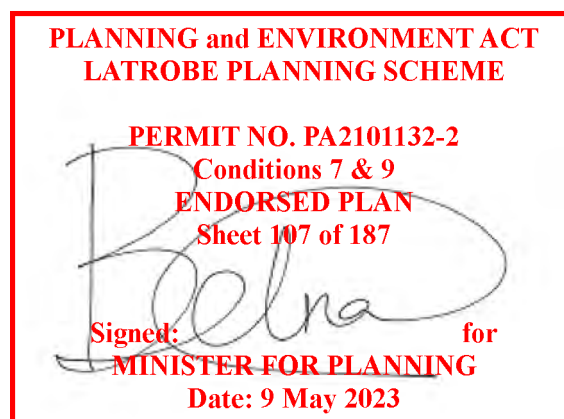 PLANNING and ENVIRONMENT ACT
LATROBE PLANNING SCHEME
PERMIT NO. PA2101132-2
Conditions 7 & 9
ENDORSED PLAN
Sheet 107 of 187
Signed: for
MINISTER FOR PLANNING
Date: 9 May 2023